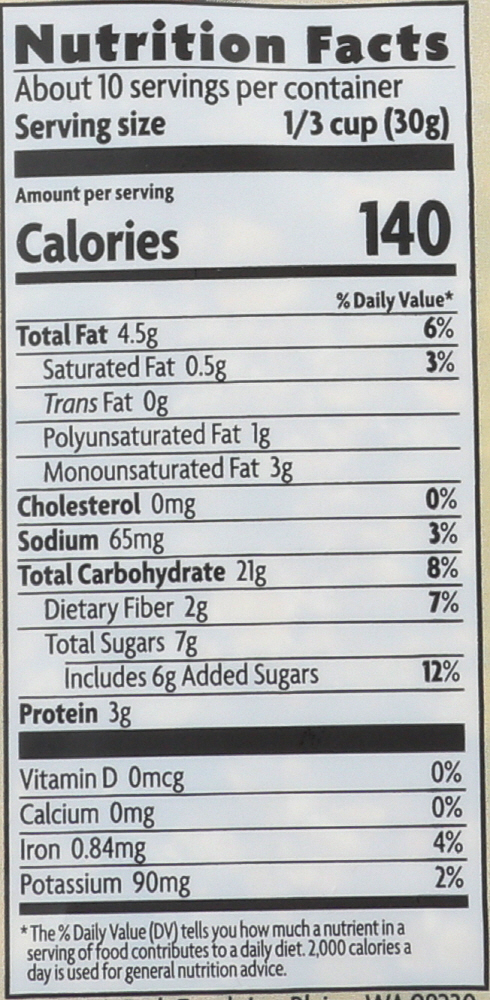 Nutrition Facts
About 10 servings per container
Serving size 1/3 cup (30g)
Amount per serving
Calories 140
% Daily Value*
Total Fat 4.5g 6%
Saturated Fat 0.5g 3%
Trans Fat 0g
Polyunsaturated Fat 1g
Monounsaturated Fat 3g
Cholesterol 0mg 0%
Sodium 65mg 3%
Total Carbohydrate 21g 8%
Dietary Fiber 2g 7%
Total Sugars 7g
Includes 6g Added Sugars 12%
Protein 3g
Vitamin D 0mcg 0%
Calcium 0mg 0%
Iron 0.84mg 4%
Potassium 90mg 2%
*The % Daily Value (DV) tells you how much a nutrient in a
serving of food contributes to a daily diet. 2,000 calories a
day is used for general nutrition advice.